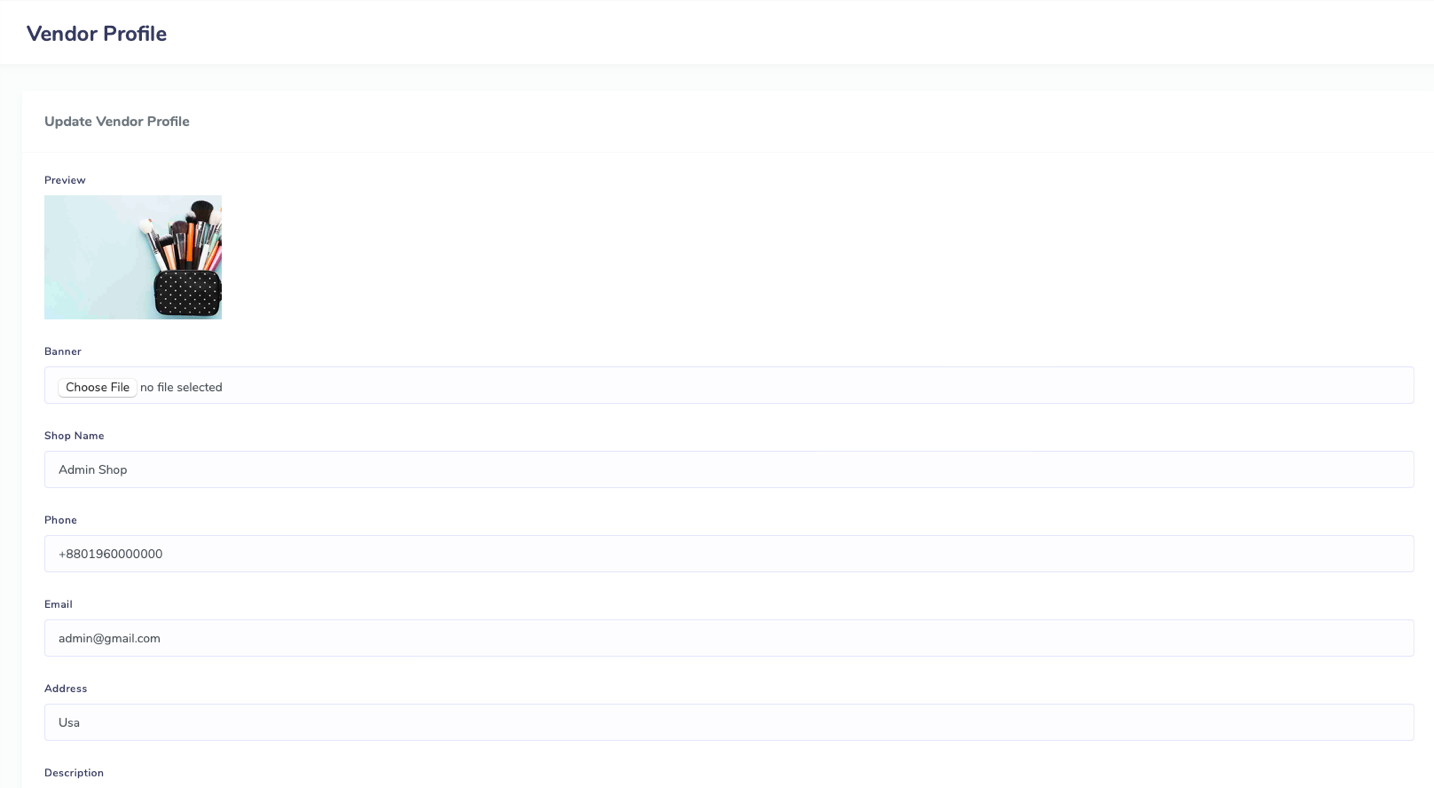 Vendor Profile
Update Vendor Profile
Preview
Banner
Choose File no file selected
Shop Name
Admin Shop
Phone
+8801960000000
Email
admin@gmail.com
Address
Usa
Description